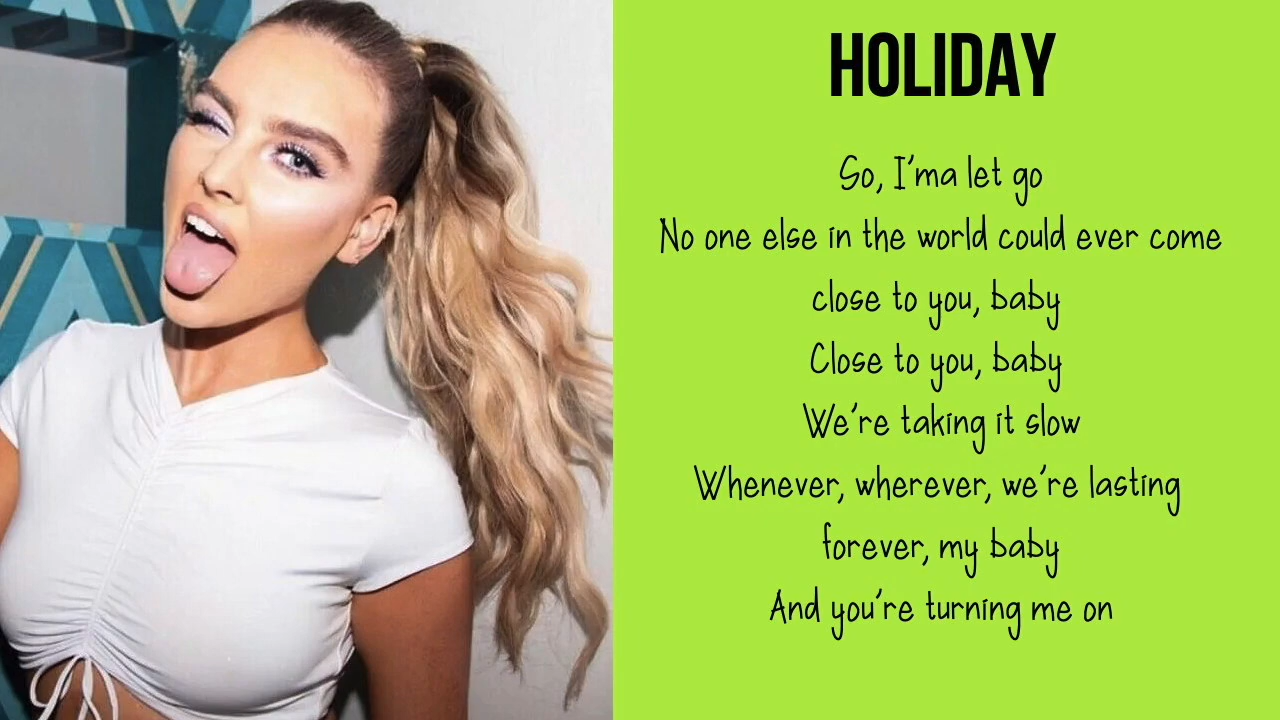 HOLIDAY
So, I'ma let go
No one else in the world could ever come
close to you, baby
Close to you, baby
We're taking it slow
Whenever, wherever, we're lasting
forever, my baby
And you're turning me on